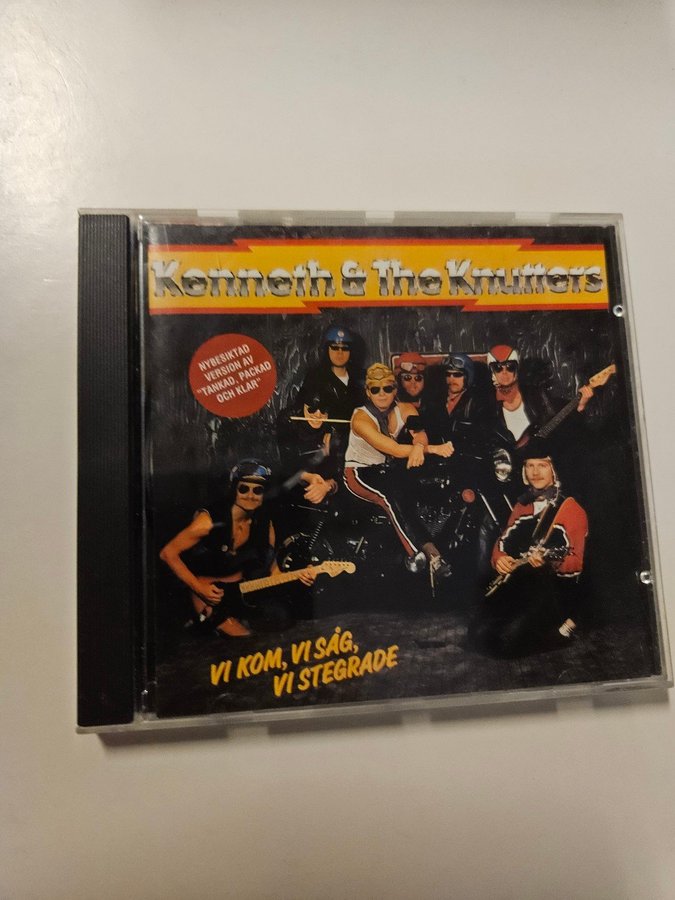 Kenneth & The Knutters
NYBESIKTAD
VERSION AV
"TANKAD, PACKAD
OCH KLAR"
VI KOM, VI SÅG,
VI STEGRADE